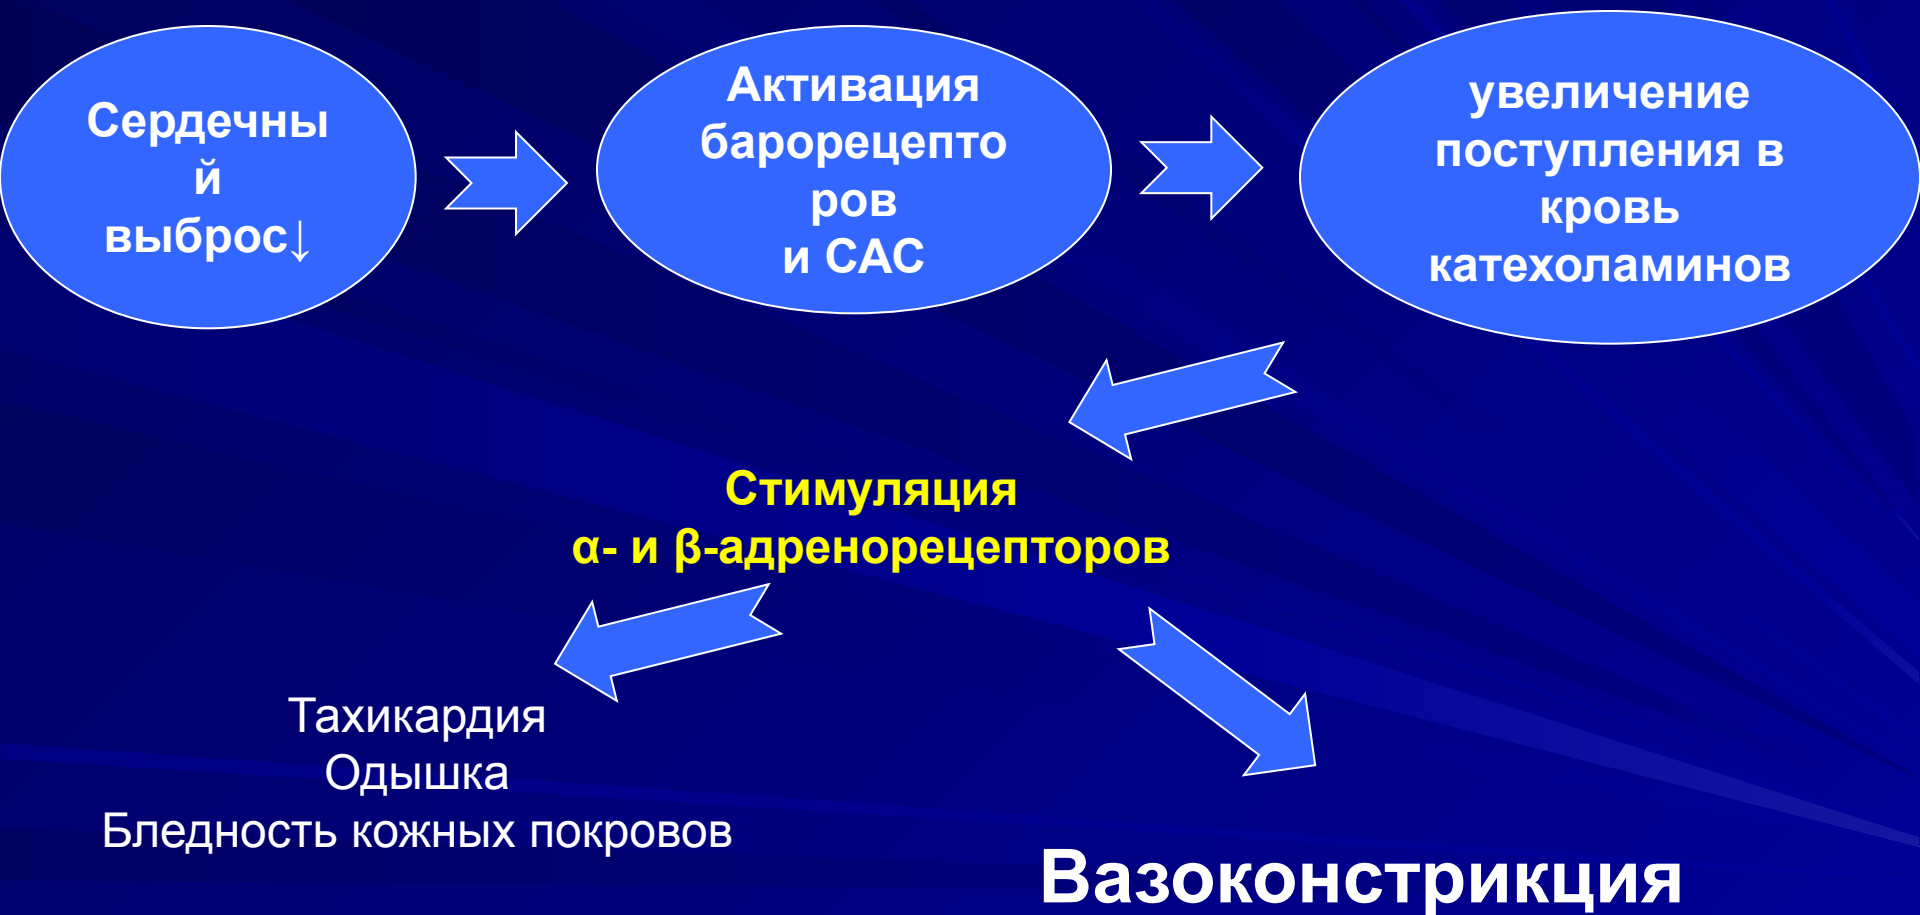 Сердечны
й
выброс↓
Активация
барорецепто
ров
и САС
увеличение
поступления в
кровь
катехоламинов
Стимуляция
α- и β-адренорецепторов
Тахикардия
Одышка
Бледность кожных покровов
Вазоконстрикция